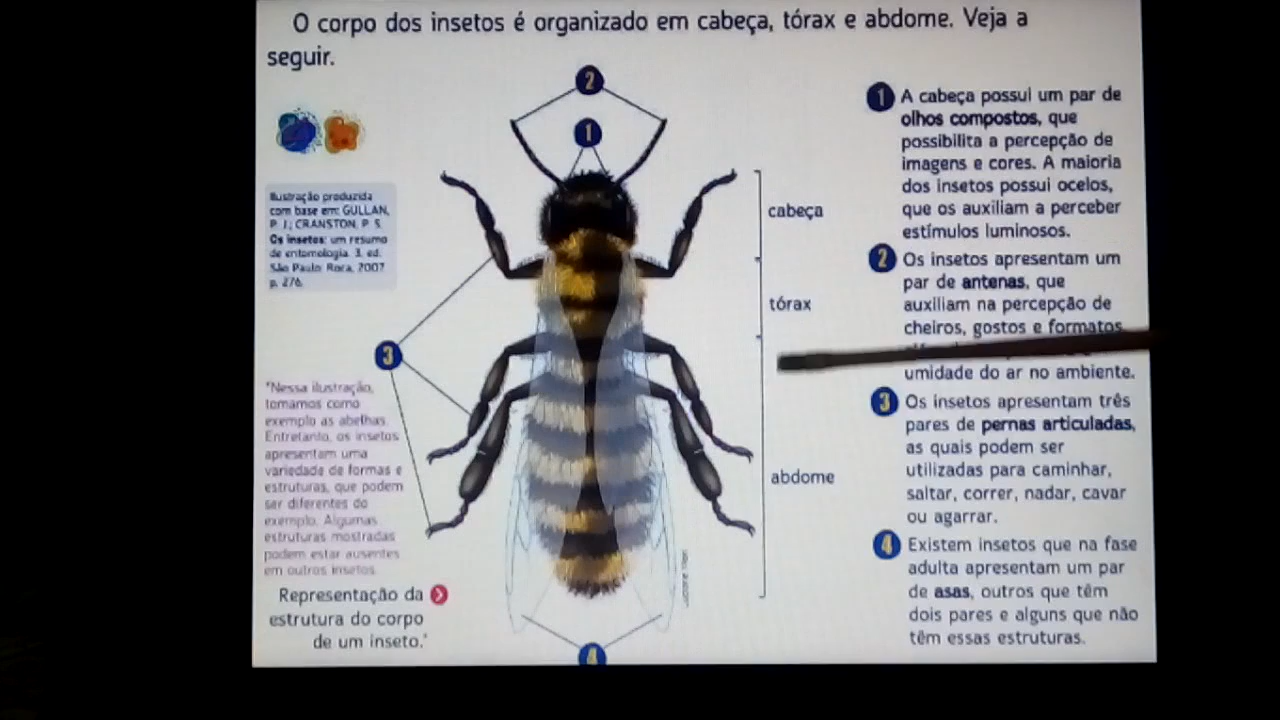 O corpo dos insetos é organizado em cabeça, tórax e abdome. Veja a
seguir.
2
1
Ilustração produzida
com base em: GULLAN,
P. J.; CRANSTON, P. S.
Os insetos: um resumo
de entomologia. 3. ed.
São Paulo: Roca, 2007.
p. 276.
cabeça
tórax
abdome
3
*Nessa ilustração,
tomamos como
exemplo as abelhas.
Entretanto, os insetos
apresentam uma
variedade de formas e
estruturas, que podem
ser diferentes do
exemplo. Algumas
estruturas mostradas
podem estar ausentes
em outros insetos.
Representação da
estrutura do corpo
de um inseto.*
4
1 A cabeça possui um par de
olhos compostos, que
possibilita a percepção de
imagens e cores. A maioria
dos insetos possui ocelos,
que os auxiliam a perceber
estímulos luminosos.
2 Os insetos apresentam um
par de antenas, que
auxiliam na percepção de
cheiros, gostos e formatos
umidade do ar no ambiente.
3 Os insetos apresentam três
pares de pernas articuladas,
as quais podem ser
utilizadas para caminhar,
saltar, correr, nadar, cavar
ou agarrar.
4 Existem insetos que na fase
adulta apresentam um par
de asas, outros que têm
dois pares e alguns que não
têm essas estruturas.